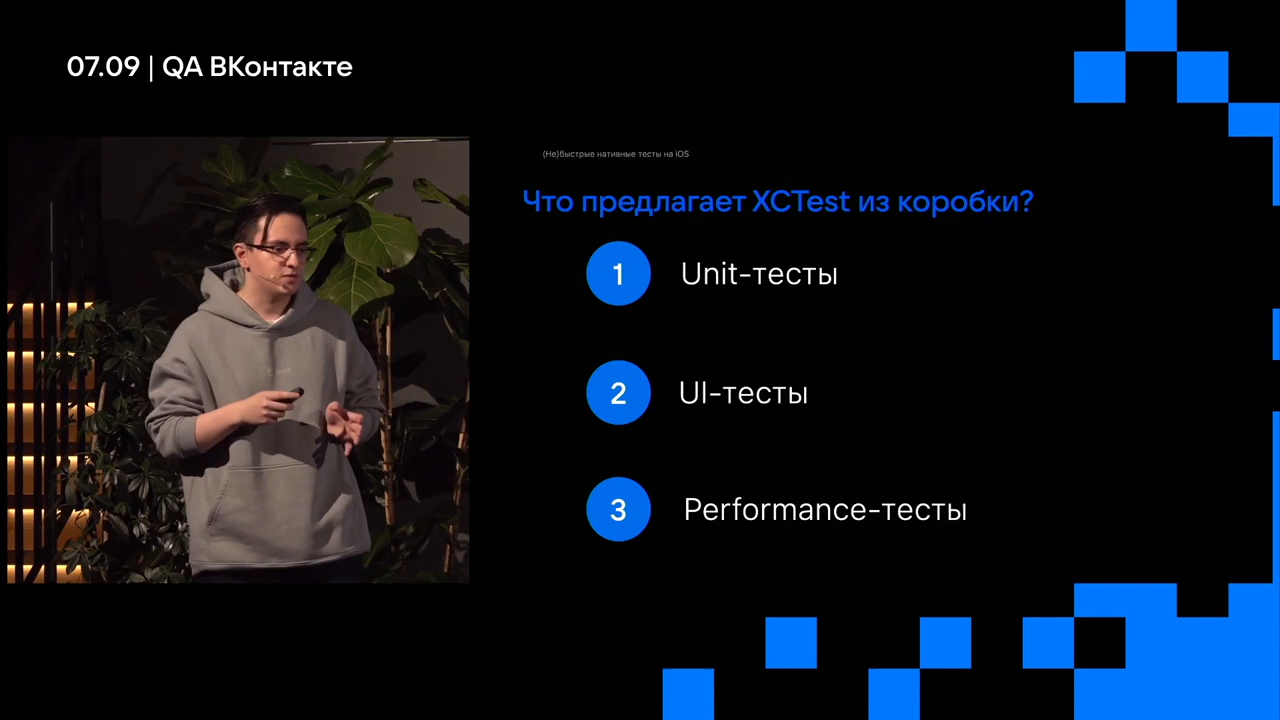 07.09 | QA ВКонтакте
(Не)быстрые нативные тесты на iOS
Что предлагает XCTest из коробки?
1 Unit-тесты
2 UI-тесты
3 Performance-тесты